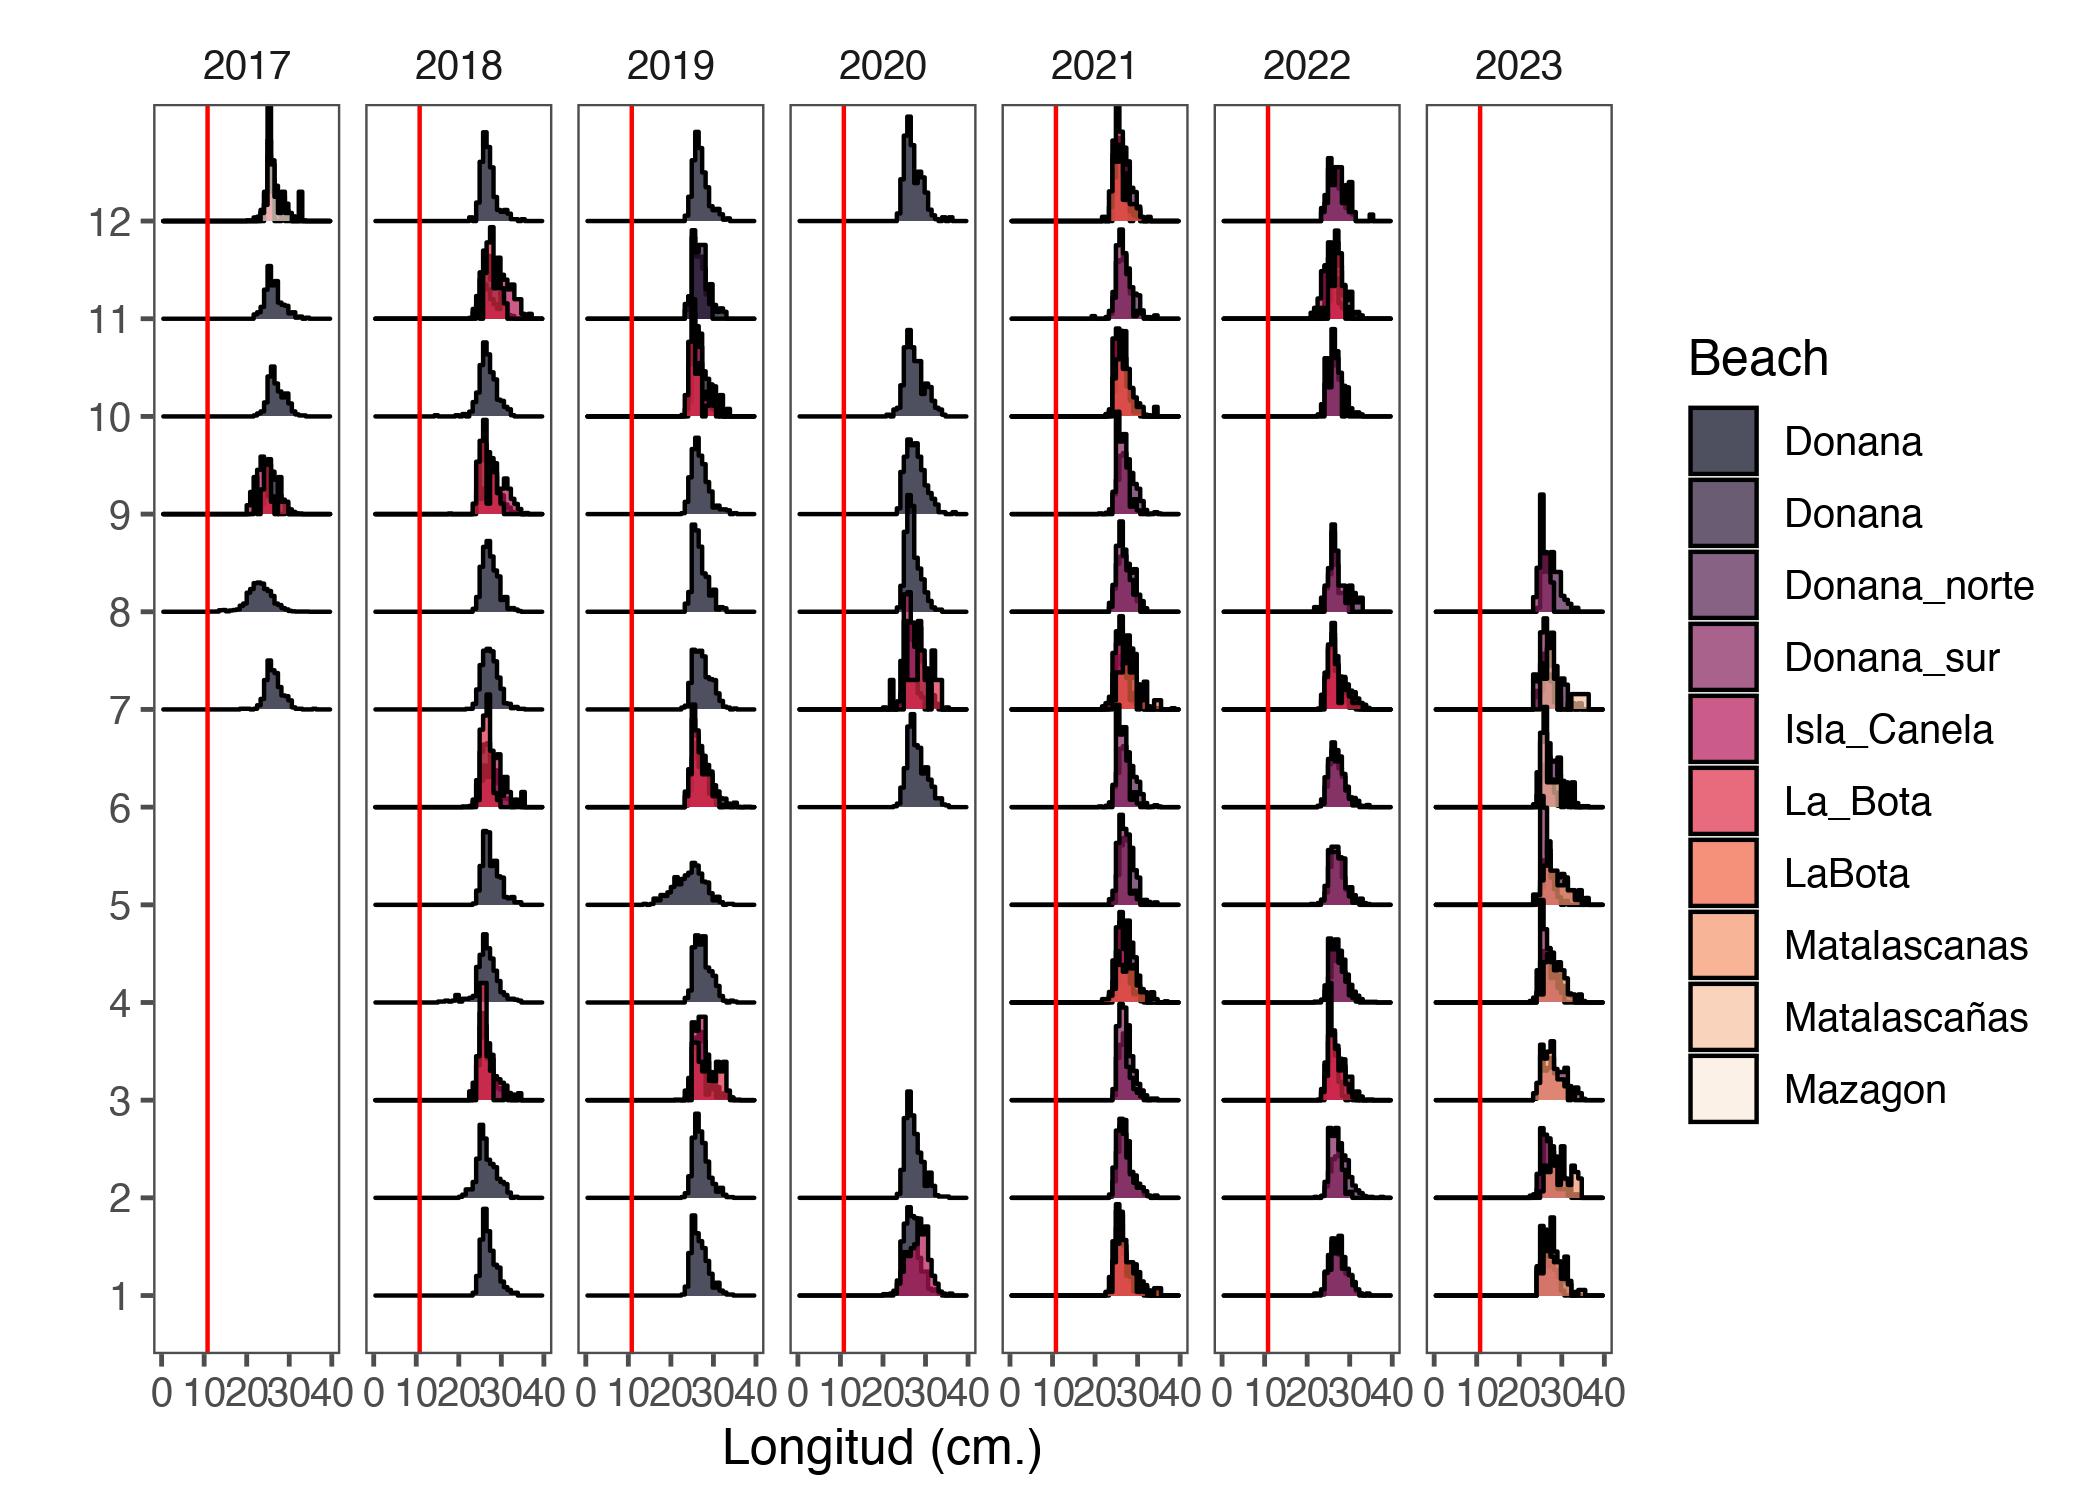 2017 2018 2019 2020 2021 2022 2023
12
11
10
9
8
7
6
5
4
3
2
1
0 10203040 0 10203040 0 10203040 0 10203040 0 10203040 0 10203040 0 10203040
Longitud (cm.)
Beach
Donana
Donana
Donana_norte
Donana_sur
Isla_Canela
La_Bota
LaBota
Matalascanas
Matalascañas
Mazagon